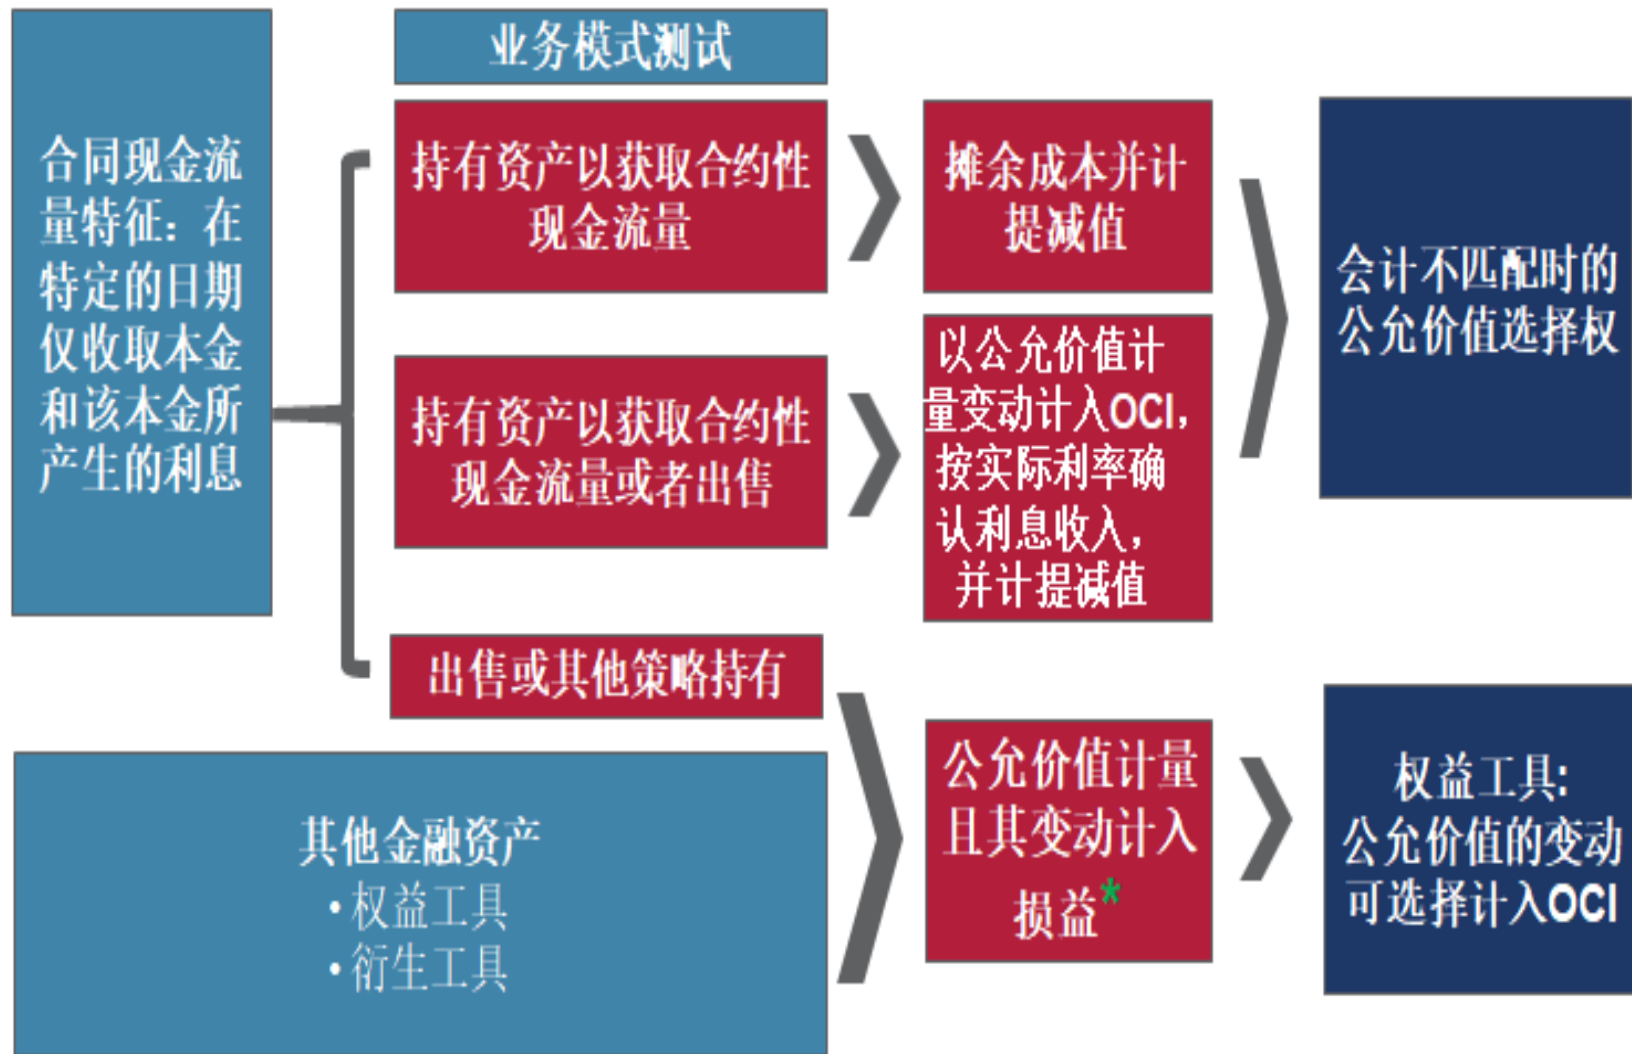 合同现金流
量特征：在
特定的日期
仅收取本金
和该本金所
产生的利息
业务模式测试
持有资产以获取合约性
现金流量
摊余成本并计
提减值
持有资产以获取合约性
现金流量或者出售
以公允价值计
量变动计入OCI，
按实际利率确
认利息收入，
并计提减值
会计不匹配时的
公允价值选择权
出售或其他策略持有
其他金融资产
•权益工具
•衍生工具
公允价值计量
且其变动计入
损益*
权益工具:
公允价值的变动
可选择计入OCI